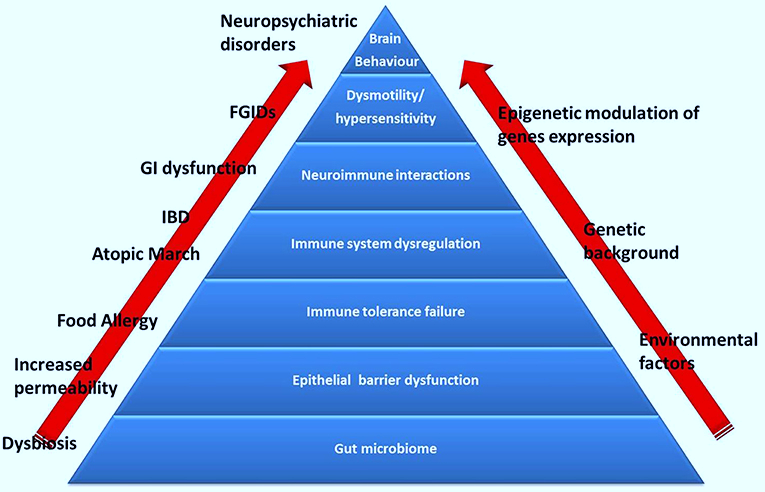 Neuropsychiatric
disorders
FGIDs
GI dysfunction
IBD
Atopic March
Food Allergy
Increased
permeability
Dysbiosis
Brain
Behaviour
Dysmotility/
hypersensitivity
Neuroimmune interactions
Immune system dysregulation
Immune tolerance failure
Epithelial barrier dysfunction
Gut microbiome
Epigenetic modulation of
genes expression
Genetic
background
Environmental
factors